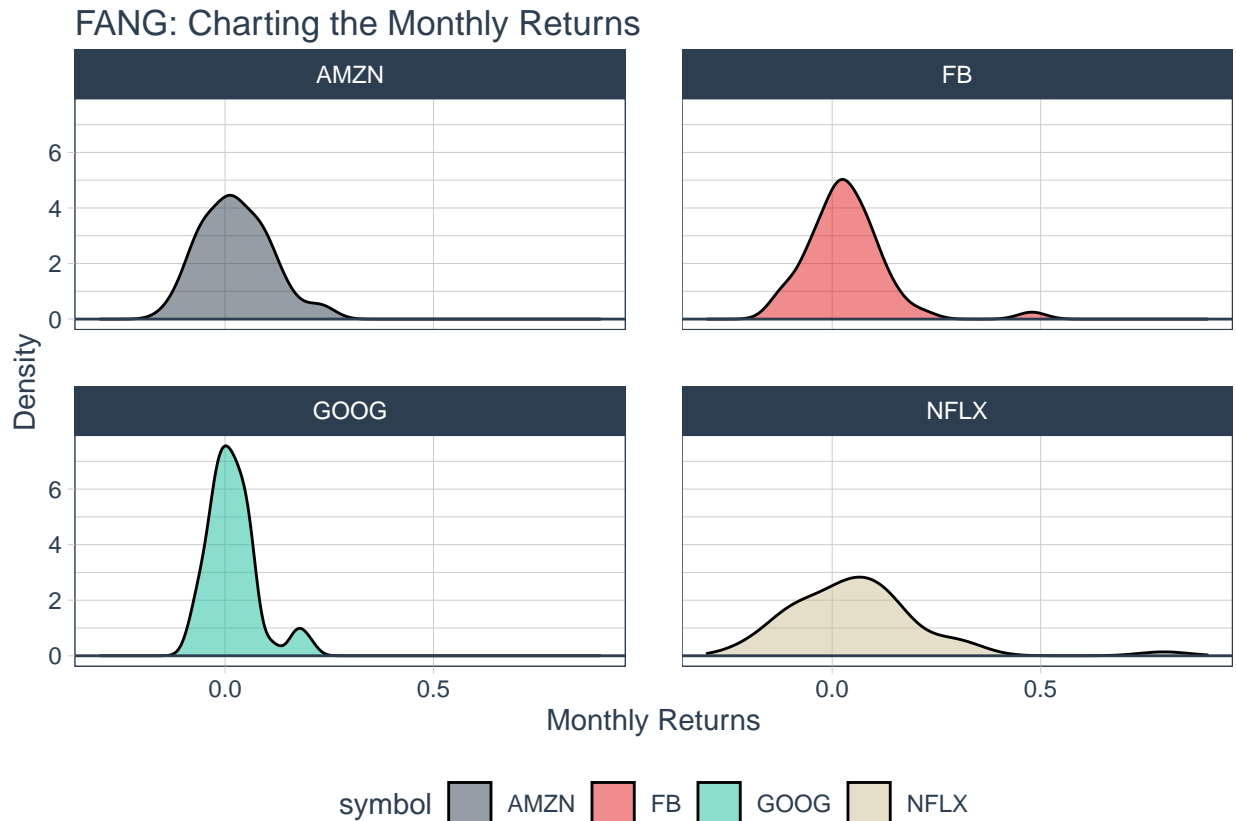 FANG: Charting the Monthly Returns
AMZN
FB
6
4
2
0
GOOG
NFLX
6
4
2
0
Density
0.0 0.5
0.0 0.5
Monthly Returns
symbol AMZN FB GOOG NFLX